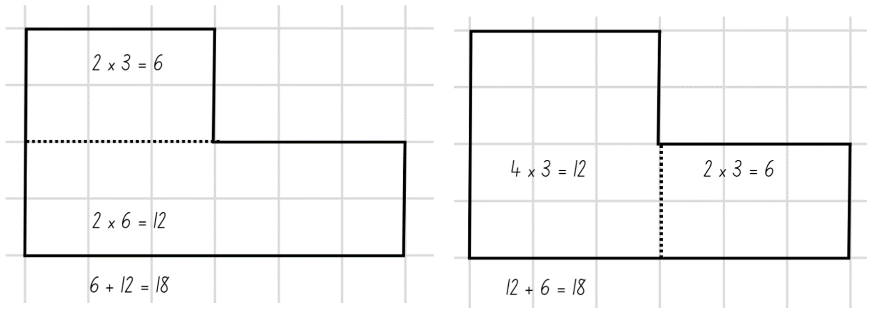 2 x 3 = 6
2 x 6 = 12
6 + 12 = 18
4 x 3 = 12
2 x 3 = 6
12 + 6 = 18